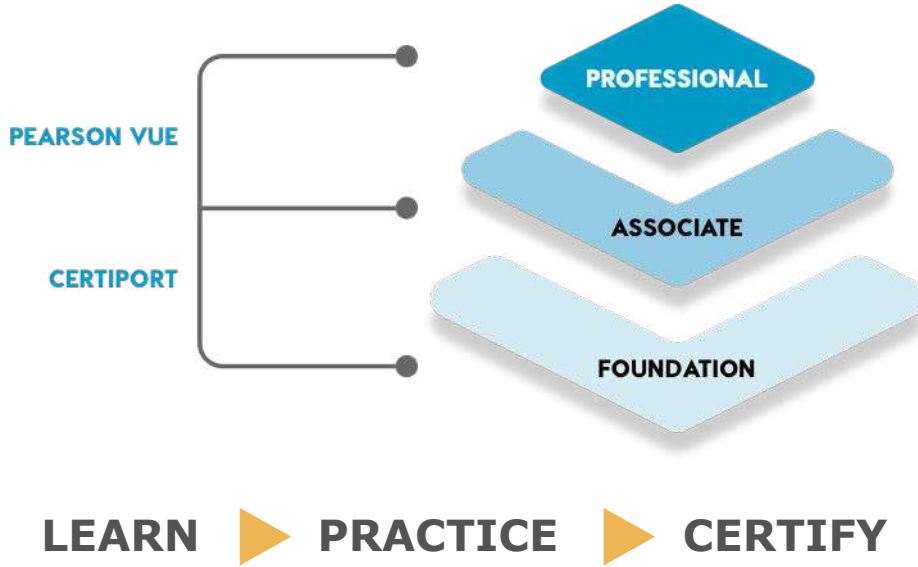 PROFESSIONAL
PEARSON VUE
ASSOCIATE
CERTIPORT
FOUNDATION
LEARN PRACTICE CERTIFY